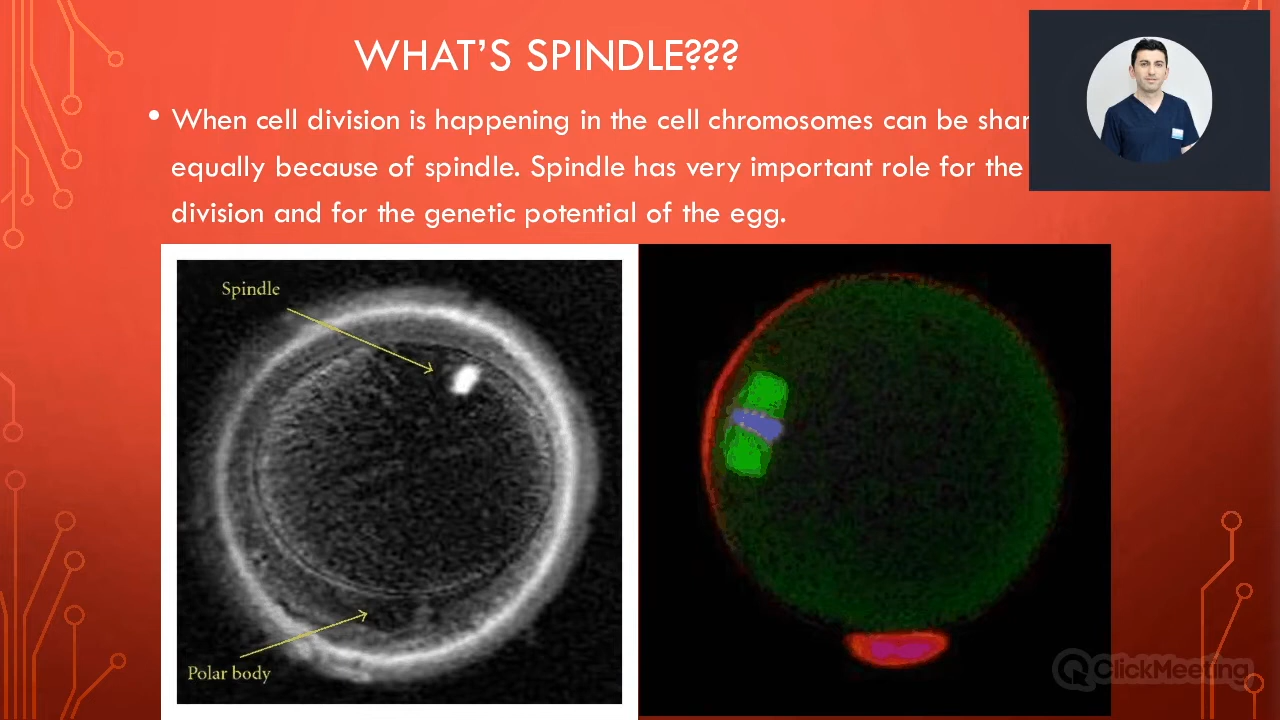 WHAT'S SPINDLE???
• When cell division is happening in the cell chromosomes can be
equally because of spindle. Spindle has very important role for the
division and for the genetic potential of the egg.
Spindle
Polar body
ClickMeeting